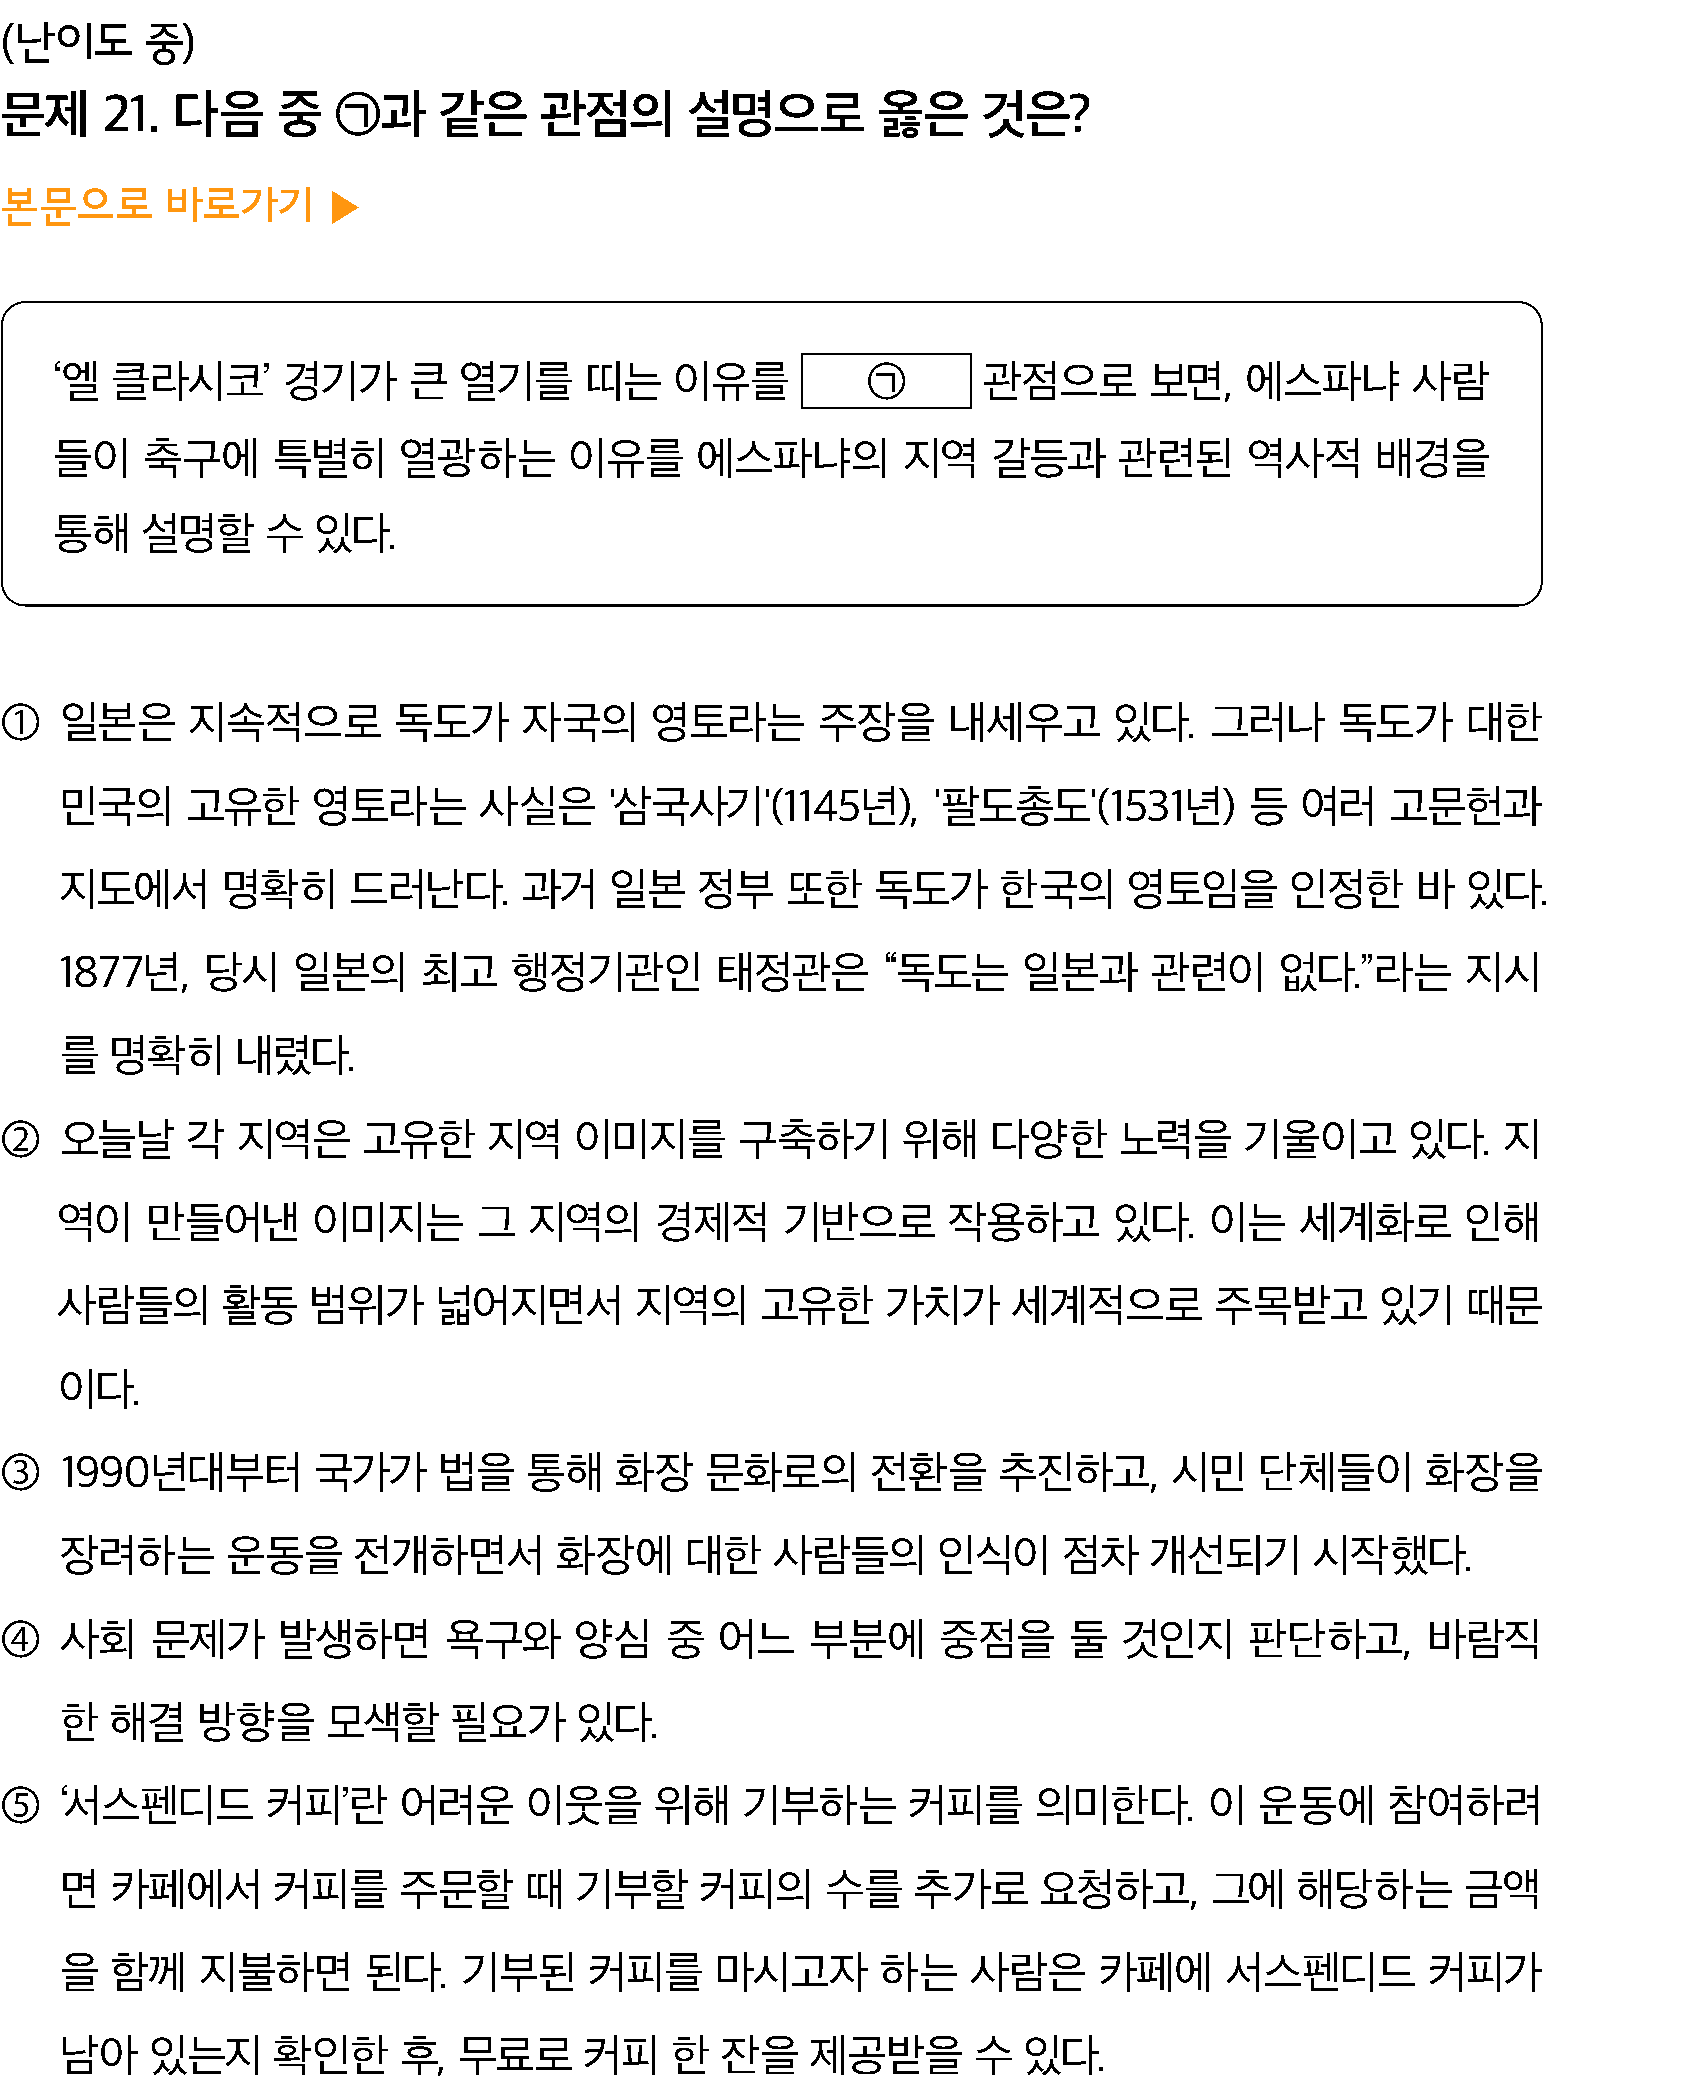 (난이도 중)
문제 21. 다음 중 ㉠과 같은 관점의 설명으로 옳은 것은?
본문으로 바로가기 ▶
‘엘 클라시코’ 경기가 큰 열기를 띠는 이유를 ㉠ 관점으로 보면, 에스파냐 사람
들이 축구에 특별히 열광하는 이유를 에스파냐의 지역 갈등과 관련된 역사적 배경을
통해 설명할 수 있다.
① 일본은 지속적으로 독도가 자국의 영토라는 주장을 내세우고 있다. 그러나 독도가 대한
민국의 고유한 영토라는 사실은 '삼국사기'(1145년), '팔도총도'(1531년) 등 여러 고문헌과
지도에서 명확히 드러난다. 과거 일본 정부 또한 독도가 한국의 영토임을 인정한 바 있다.
1877년, 당시 일본의 최고 행정기관인 태정관은 “독도는 일본과 관련이 없다.”라는 지시
를 명확히 내렸다.
② 오늘날 각 지역은 고유한 지역 이미지를 구축하기 위해 다양한 노력을 기울이고 있다. 지
역이 만들어낸 이미지는 그 지역의 경제적 기반으로 작용하고 있다. 이는 세계화로 인해
사람들의 활동 범위가 넓어지면서 지역의 고유한 가치가 세계적으로 주목받고 있기 때문
이다.
③ 1990년대부터 국가가 법을 통해 화장 문화로의 전환을 추진하고, 시민 단체들이 화장을
장려하는 운동을 전개하면서 화장에 대한 사람들의 인식이 점차 개선되기 시작했다.
④ 사회 문제가 발생하면 욕구와 양심 중 어느 부분에 중점을 둘 것인지 판단하고, 바람직
한 해결 방향을 모색할 필요가 있다.
⑤ ‘서스펜디드 커피’란 어려운 이웃을 위해 기부하는 커피를 의미한다. 이 운동에 참여하려
면 카페에서 커피를 주문할 때 기부할 커피의 수를 추가로 요청하고, 그에 해당하는 금액
을 함께 지불하면 된다. 기부된 커피를 마시고자 하는 사람은 카페에 서스펜디드 커피가
남아 있는지 확인한 후, 무료로 커피 한 잔을 제공받을 수 있다.